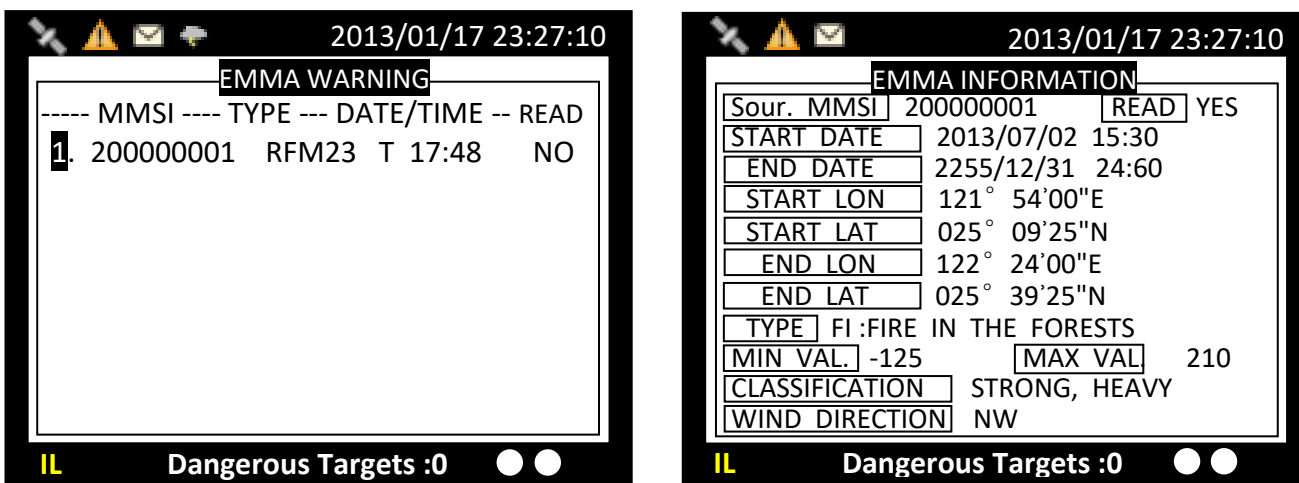 2013/01/17 23:27:10
EMMA WARNING
----- MMSI ---- TYPE --- DATE/TIME -- READ
1. 200000001 RFM23 T 17:48 NO
IL Dangerous Targets :0
2013/01/17 23:27:10
EMMA INFORMATION
Sour. MMSI 200000001 READ YES
START DATE 2013/07/02 15:30
END DATE 2255/12/31 24:60
START LON 121° 54'00"E
START LAT 025° 09'25"N
END LON 122° 24'00"E
END LAT 025° 39'25"N
TYPE FI :FIRE IN THE FORESTS
MIN VAL. -125 MAX VAL. 210
CLASSIFICATION STRONG, HEAVY
WIND DIRECTION NW
IL Dangerous Targets :0